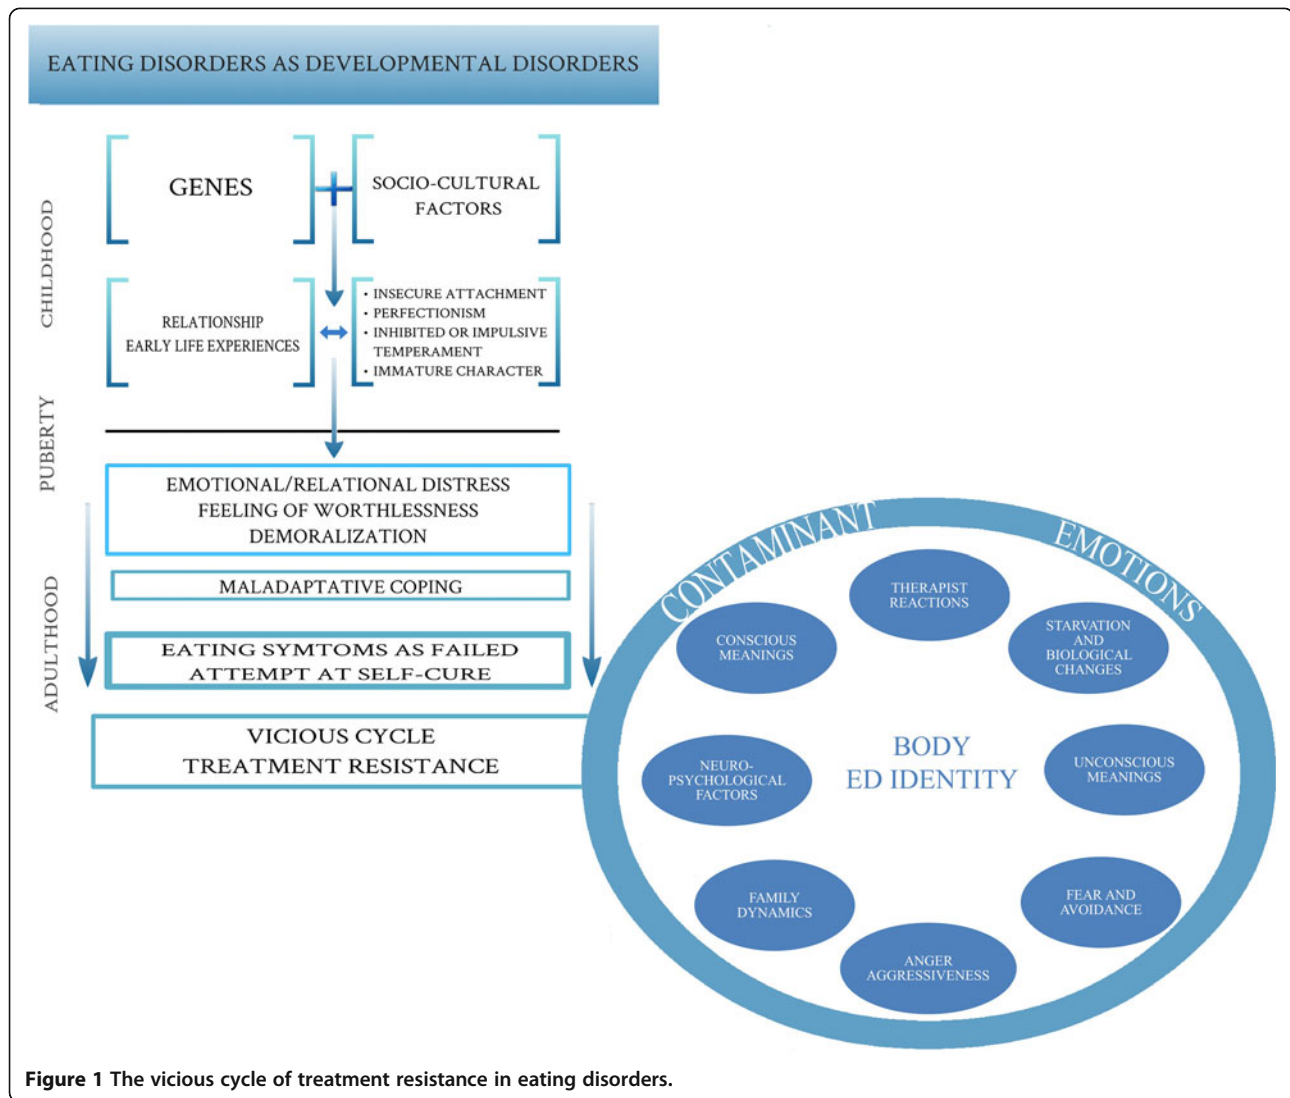 EATING DISORDERS AS DEVELOPMENTAL DISORDERS
CHILDHOOD
GENES
SOCIO-CULTURAL
FACTORS
RELATIONSHIP
EARLY LIFE EXPERIENCES
• INSECURE ATTACHMENT
• PERFECTIONISM
• INHIBITED OR IMPULSIVE
TEMPERAMENT
• IMMATURE CHARACTER
PUBERTY
EMOTIONAL/RELATIONAL DISTRESS
FEELING OF WORTHLESSNESS
DEMORALIZATION
ADULTHOOD
MALADAPTATIVE COPING
EATING SYMTOMS AS FAILED
ATTEMPT AT SELF-CURE
VICIOUS CYCLE
TREATMENT RESISTANCE
CONTAMINANT
EMOTIONS
THERAPIST
REACTIONS
STARVATION
AND
BIOLOGICAL
CHANGES
UNCONSCIOUS
MEANINGS
FEAR AND
AVOIDANCE
ANGER
AGGRESSIVENESS
FAMILY
DYNAMICS
NEURO-
PSYCHOLOGICAL
FACTORS
CONSCIOUS
MEANINGS
BODY
ED IDENTITY
Figure 1 The vicious cycle of treatment resistance in eating disorders.